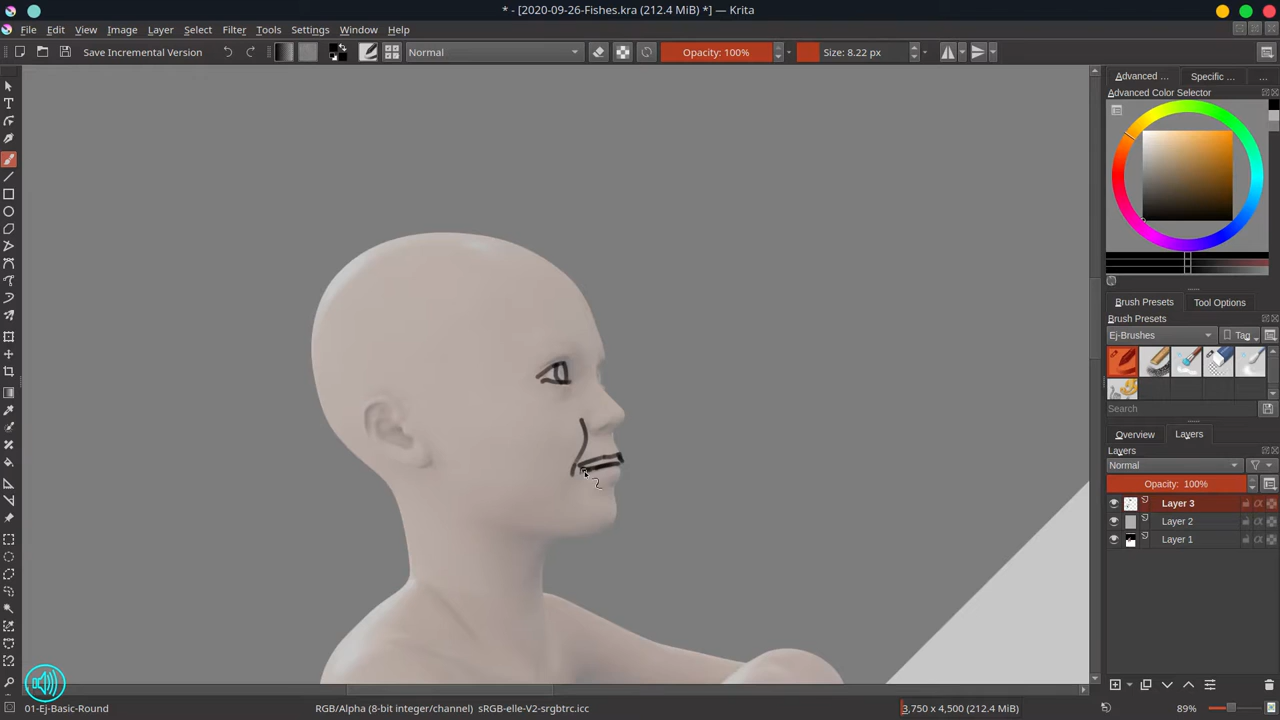 * - [2020-09-26-Fishes.kra (212.4 MiB) *] — Krita
File Edit View Image Layer Select Filter Tools Settings Window Help
Save Incremental Version Normal Opacity: 100% Size: 8.22 px
Advanced ... Specific ... ...
Advanced Color Selector
Brush Presets Tool Options
Brush Presets
Ej-Brushes Tag
Search
Overview Layers
Layers
Normal
Opacity: 100%
Layer 3
Layer 2
Layer 1
01-Ej-Basic-Round RGB/Alpha (8-bit integer/channel) sRGB-elle-V2-srgbtrc.icc 3,750 x 4,500 (212.4 MiB) 89%